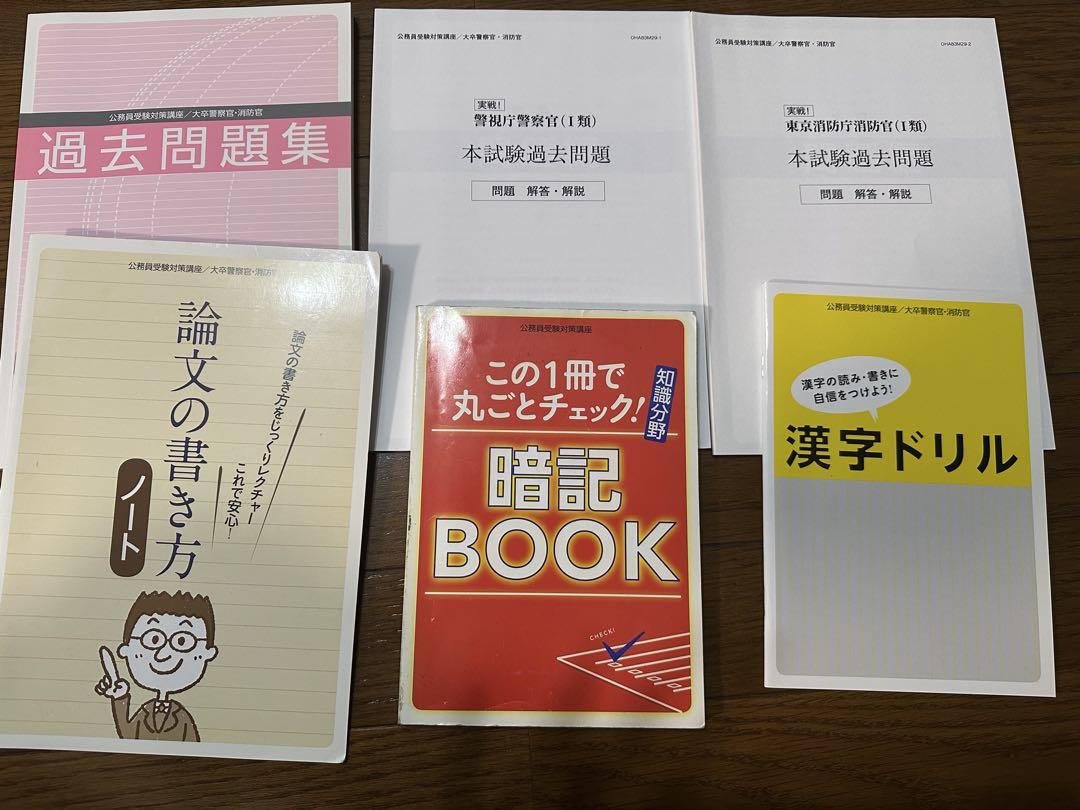 公務員受験対策講座／大卒警察官・消防官
過去問題集
公務員受験対策講座／大卒警察官・消防官
OHAB3M29-1
実戦！
警視庁警察官（Ⅰ類）
本試験過去問題
問題 解答・解説
公務員受験対策講座／大卒警察官・消防官
OHAB3M29-2
実戦！
東京消防庁消防官（Ⅰ類）
本試験過去問題
問題 解答・解説
公務員受験対策講座／大卒警察官・消防官
論文の書き方
ノート
論文の書き方をじっくりレクチャー
これで安心！
公務員受験対策講座
この1冊で
丸ごとチェック！
知識分野
暗記
BOOK
CHECK!
公務員受験対策講座／大卒警察官・消防官
漢字の読み・書きに
自信をつけよう！
漢字ドリル